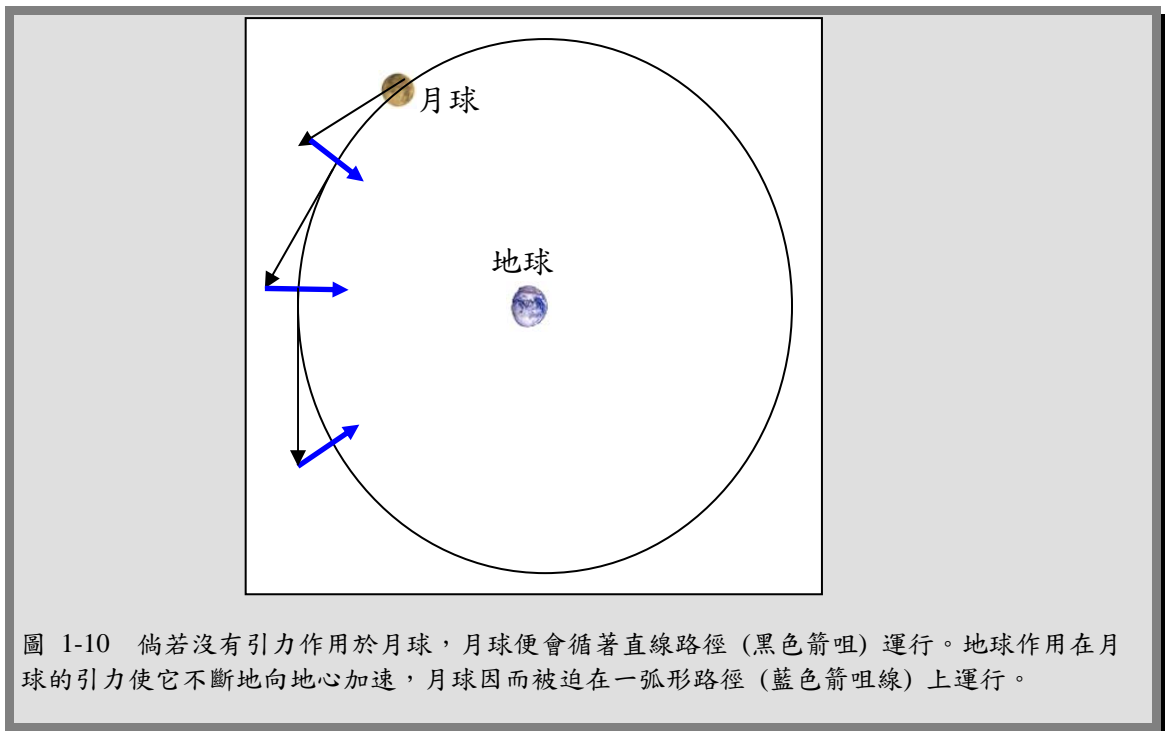 月球
地球
圖 1-10 倘若沒有引力作用於月球，月球便會循著直線路徑 (黑色箭咀) 運行。地球作用在月
球的引力使它不斷地向地心加速，月球因而被迫在一弧形路徑 (藍色箭咀線) 上運行。